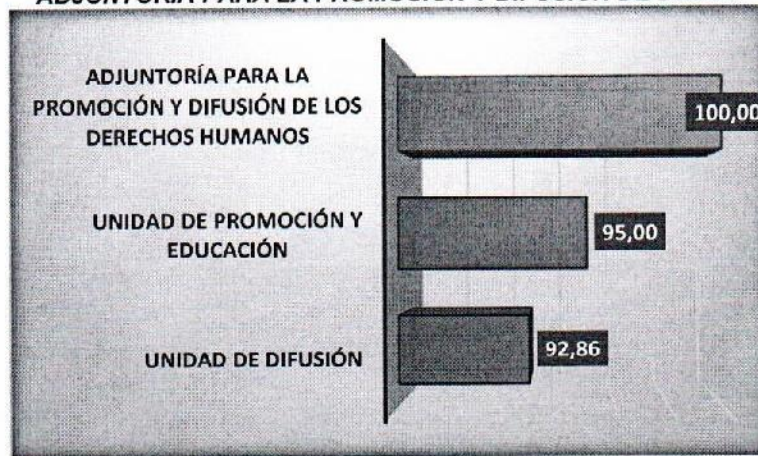 ADJUNTORÍA PARA LA
PROMOCIÓN Y DIFUSIÓN DE LOS
DERECHOS HUMANOS
100,00
UNIDAD DE PROMOCIÓN Y
EDUCACIÓN
95,00
UNIDAD DE DIFUSIÓN
92,86